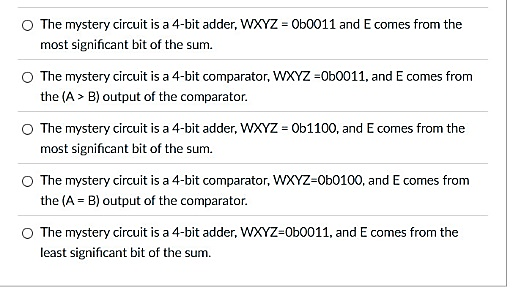 The mystery circuit is a 4-bit adder, WXYZ = 0b0011 and E comes from the
most significant bit of the sum.
The mystery circuit is a 4-bit comparator, WXYZ =0b0011, and E comes from
the (A > B) output of the comparator.
The mystery circuit is a 4-bit adder, WXYZ = 0b1100, and E comes from the
most significant bit of the sum.
The mystery circuit is a 4-bit comparator, WXYZ=0b0100, and E comes from
the (A = B) output of the comparator.
The mystery circuit is a 4-bit adder, WXYZ=0b0011, and E comes from the
least significant bit of the sum.